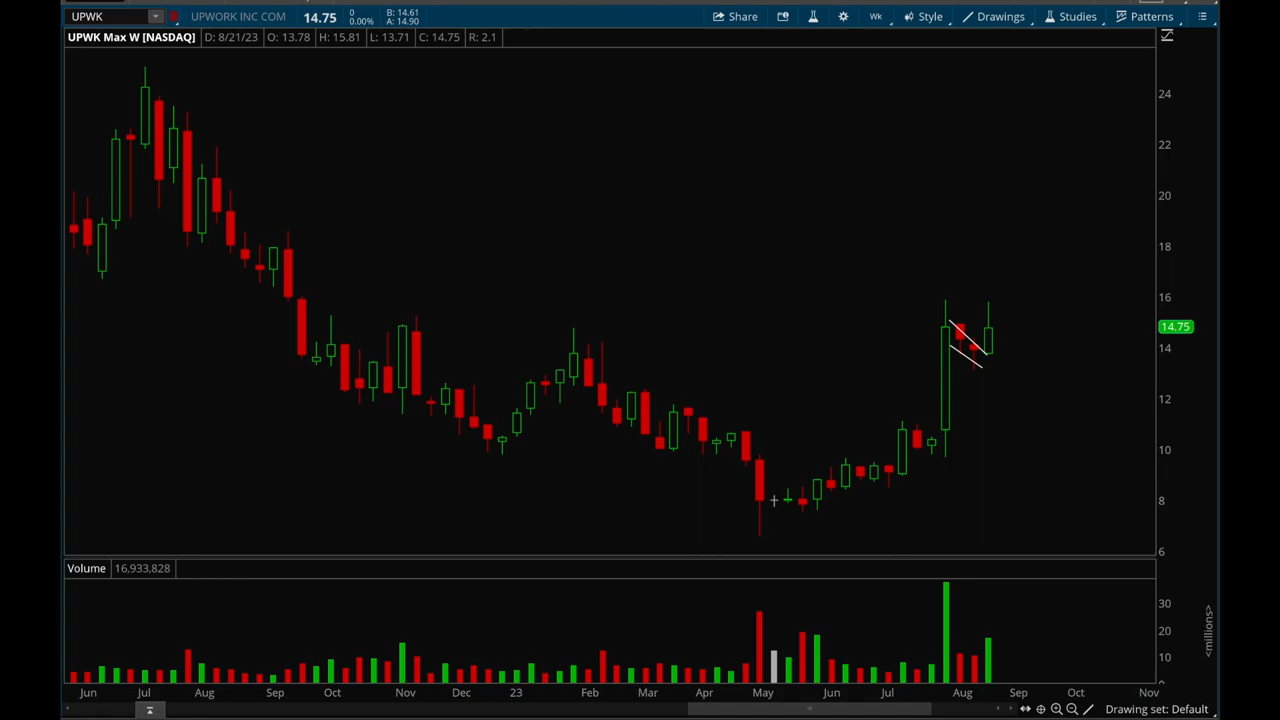 UPWK UPWORK INC COM 14.75 0 0.00% B: 14.61 A: 14.90 Share Wk Style Drawings Studies Patterns
UPWK Max W [NASDAQ] D: 8/21/23 O: 13.78 H: 15.81 L: 13.71 C: 14.75 R: 2.1
24
22
20
18
16
14.75
14
12
10
8
6
Volume 16,933,828
30
20
10
0
<millions>
Jun Jul Aug Sep Oct Nov Dec 23 Feb Mar Apr May Jun Jul Aug Sep Oct Nov
Drawing set: Default